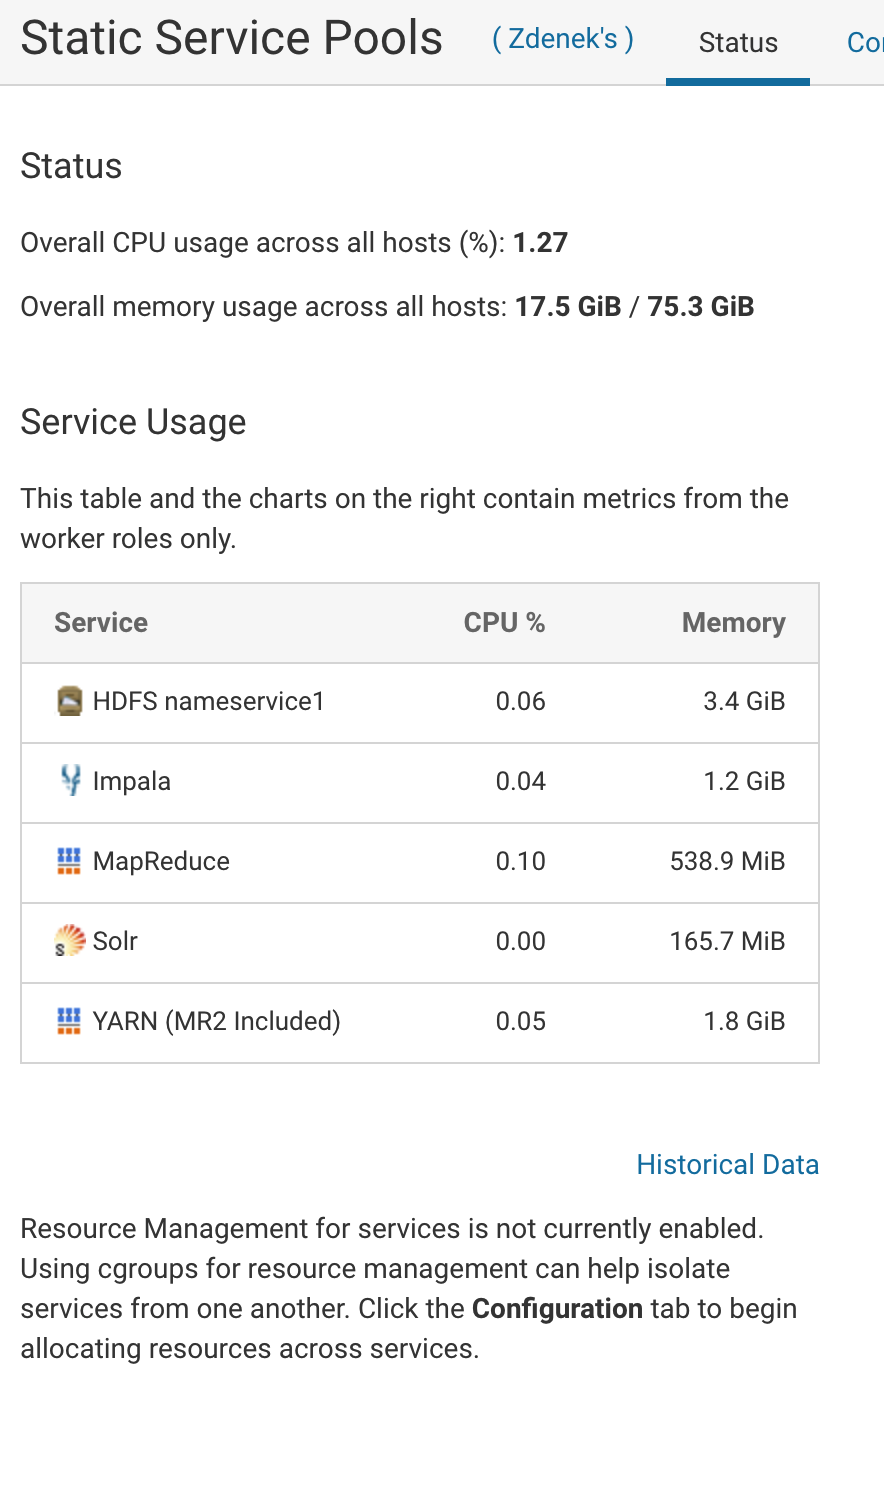 Static Service Pools ( Zdenek's ) Status
Status
Overall CPU usage across all hosts (%): 1.27
Overall memory usage across all hosts: 17.5 GiB / 75.3 GiB
Service Usage
This table and the charts on the right contain metrics from the
worker roles only.
Service CPU % Memory
HDFS nameservice1 0.06 3.4 GiB
Impala 0.04 1.2 GiB
MapReduce 0.10 538.9 MiB
S Solr 0.00 165.7 MiB
YARN (MR2 Included) 0.05 1.8 GiB
Historical Data
Resource Management for services is not currently enabled.
Using cgroups for resource management can help isolate
services from one another. Click the Configuration tab to begin
allocating resources across services.